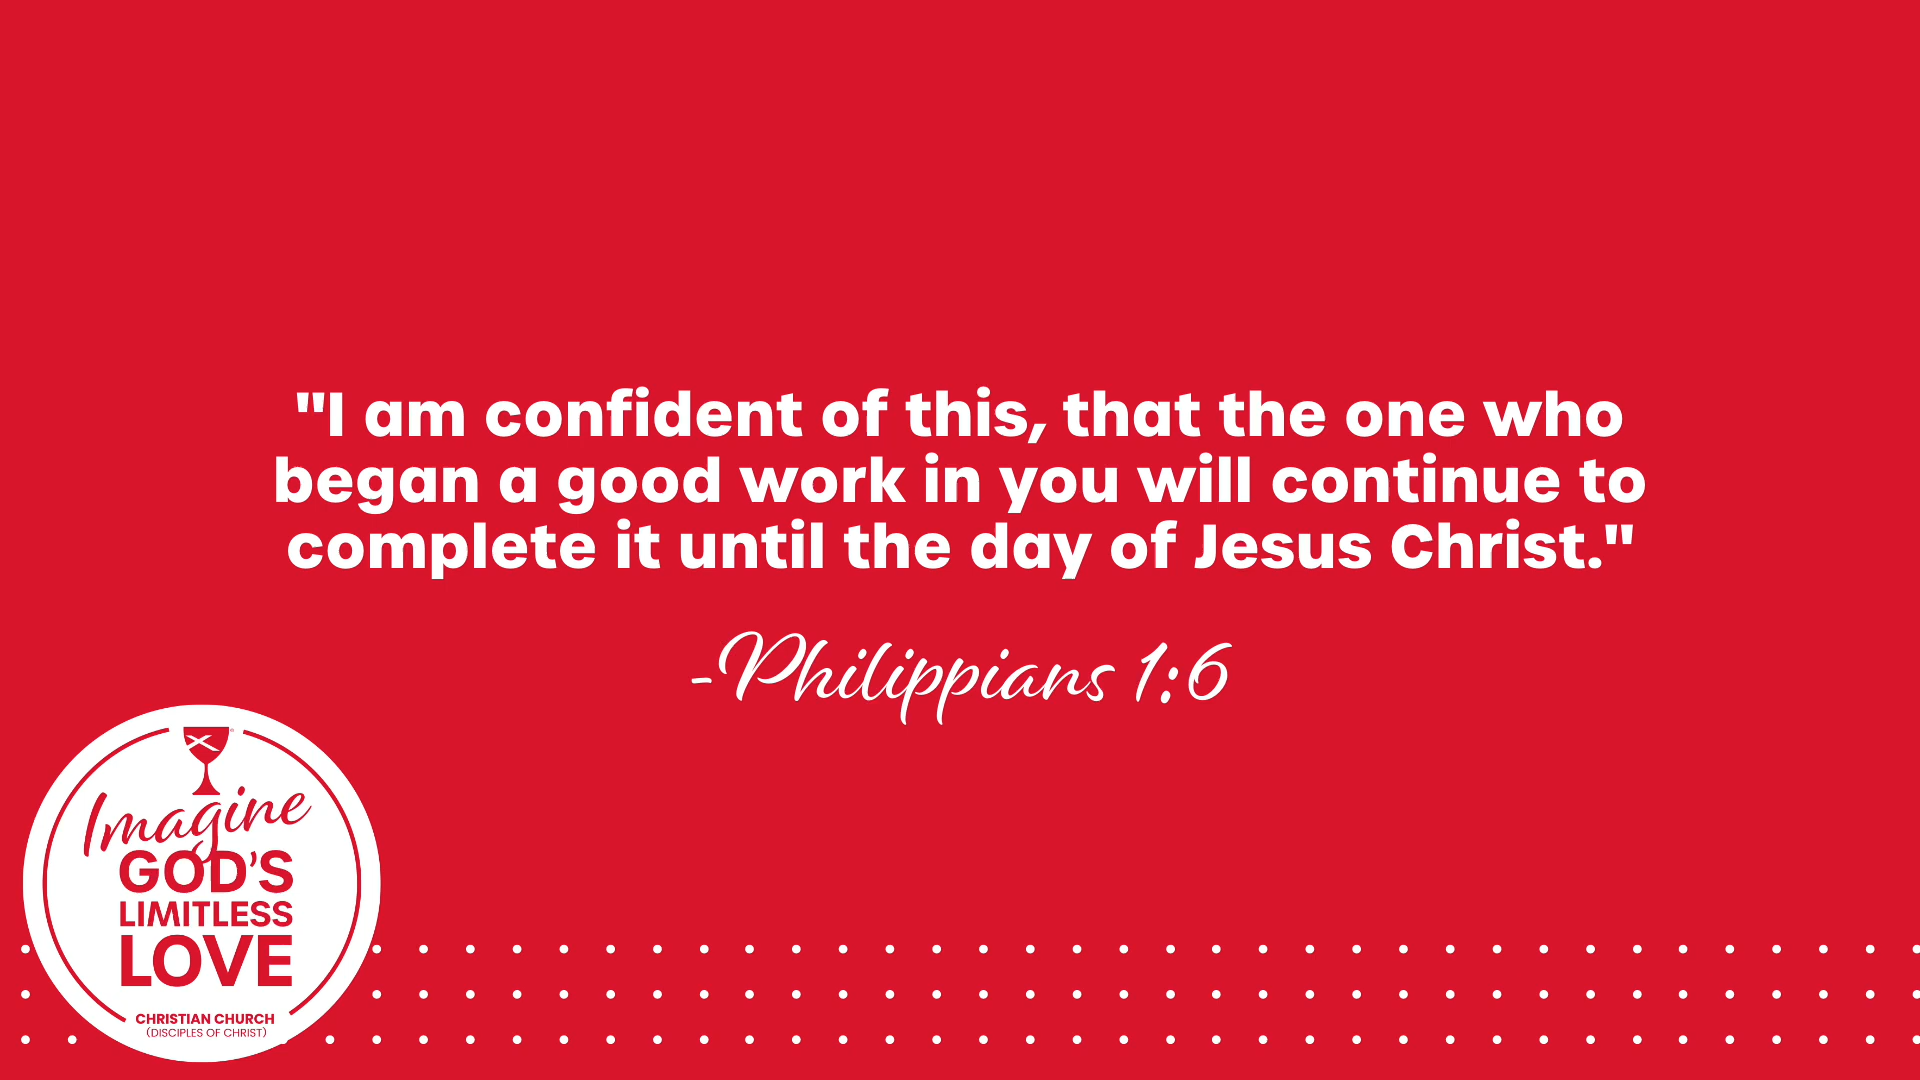 "I am confident of this, that the one who
began a good work in you will continue to
complete it until the day of Jesus Christ."
-Philippians 1:6
Imagine
GOD'S
LIMITLESS
LOVE
CHRISTIAN CHURCH
(DISCIPLES OF CHRIST)